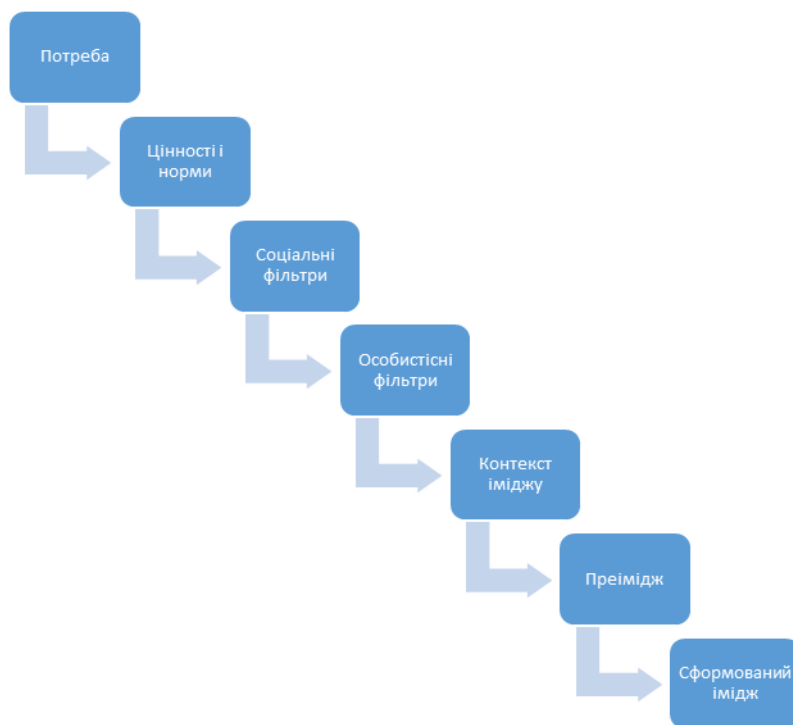 Потреба
Цінності і
норми
Соціальні
фільтри
Особистісні
фільтри
Контекст
іміджу
Преімідж
Сформований
імідж